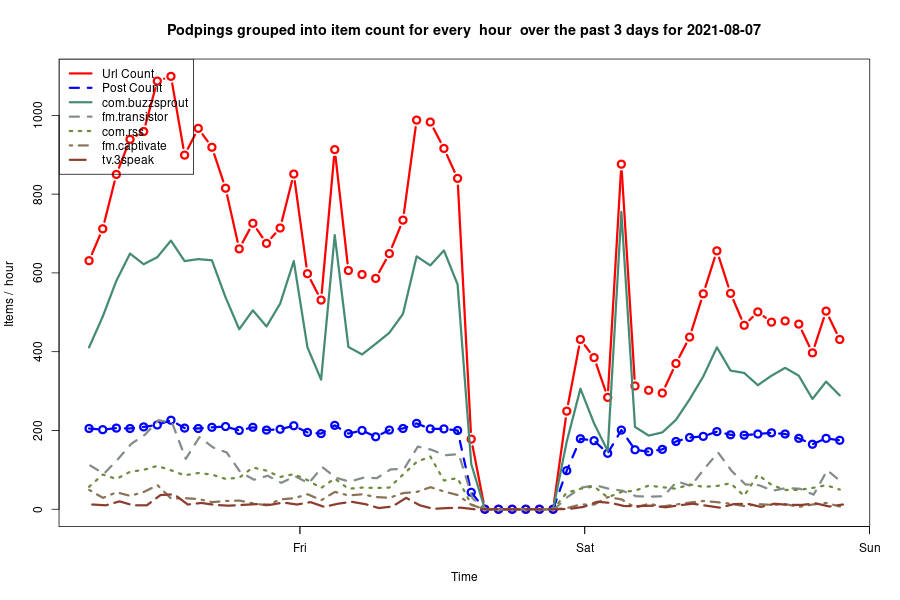 Podpings grouped into item count for every  hour  over the past 3 days for 2021-08-07
Url Count
Post Count
com.buzzsprout
fm.transistor
com.rss
fm.captivate
tv.3speak
Items /  hour
1000
800
600
400
200
0
Fri
Sat
Sun
Time